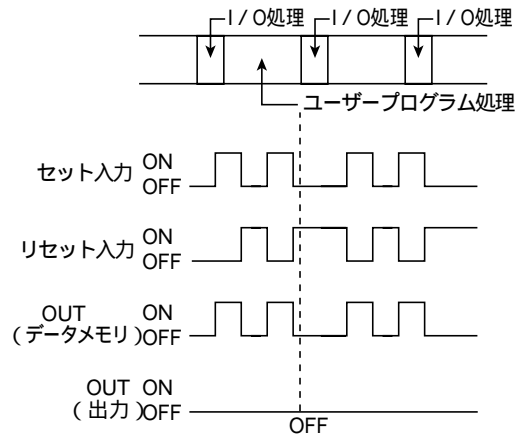 I/O処理 I/O処理 I/O処理
ユーザープログラム処理
セット入力 ON
OFF
リセット入力 ON
OFF
OUT ON
(データメモリ)OFF
OUT ON
(出力)OFF
OFF